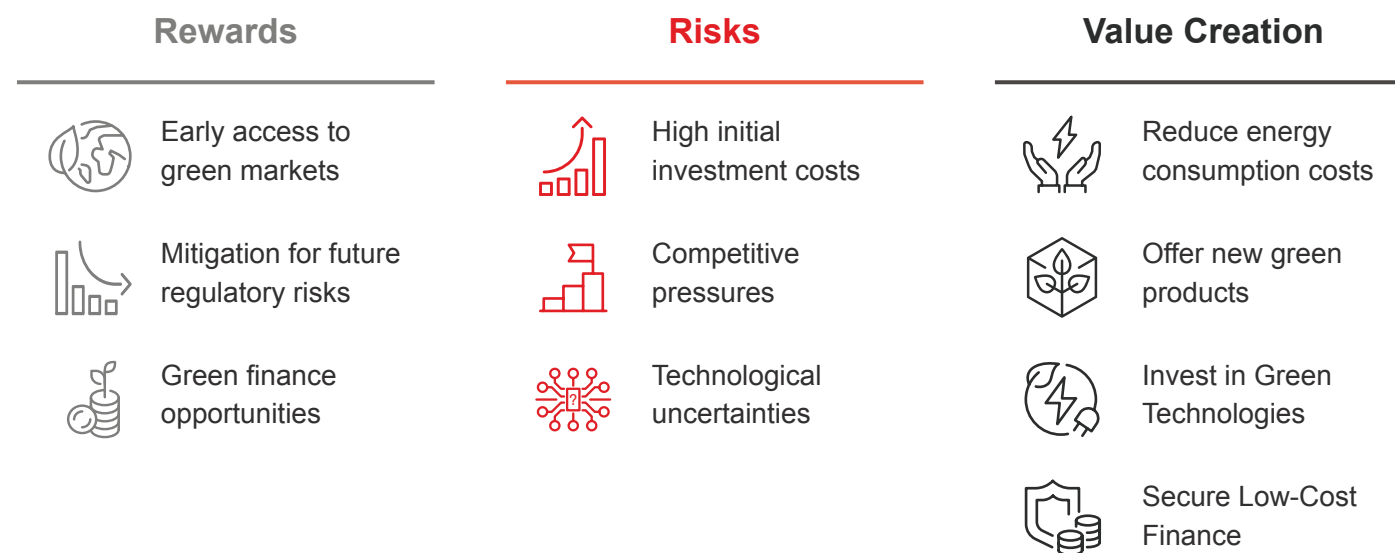 Rewards
Early access to
green markets
Mitigation for future
regulatory risks
Green finance
opportunities
Risks
High initial
investment costs
Competitive
pressures
?
Technological
uncertainties
Value Creation
Reduce energy
consumption costs
Offer new green
products
Invest in Green
Technologies
Secure Low-Cost
Finance